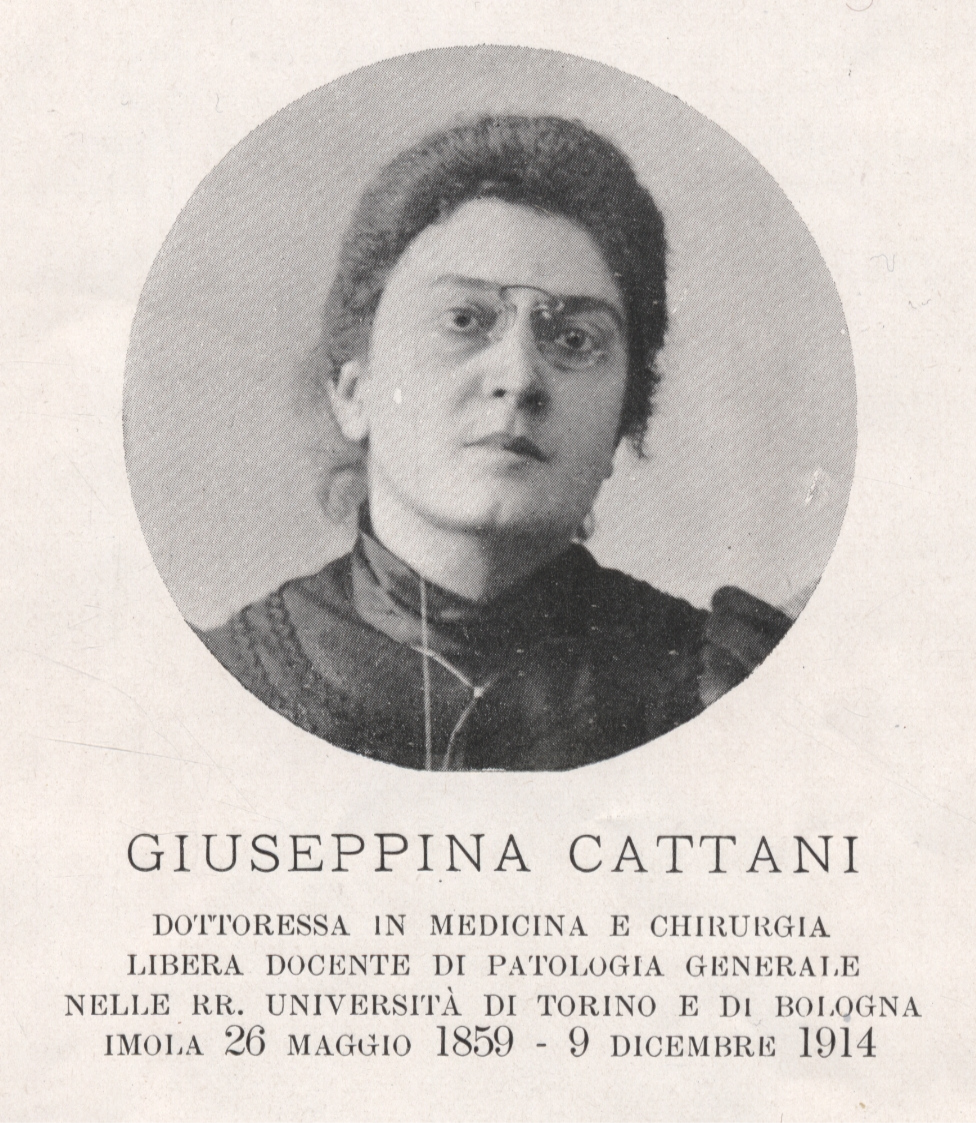 GIUSEPPINA CATTANI
DOTTORESSA IN MEDICINA E CHIRURGIA
LIBERA DOCENTE DI PATOLOGIA GENERALE
NELLE RR. UNIVERSITÀ DI TORINO E DI BOLOGNA
IMOLA 26 MAGGIO 1859 - 9 DICEMBRE 1914